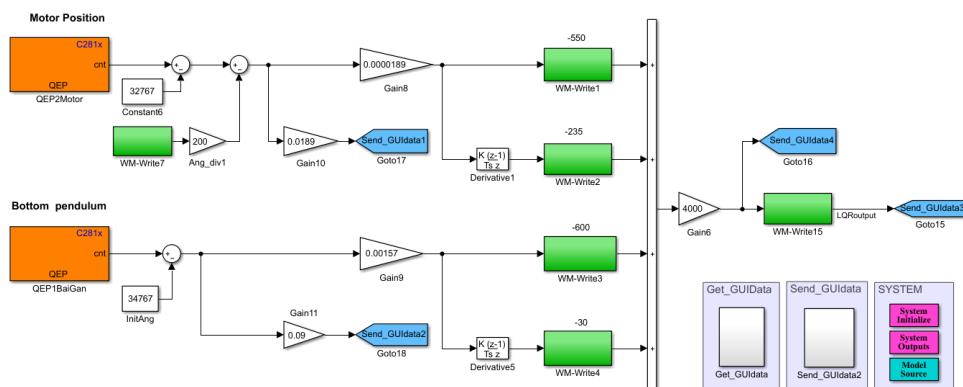 Motor Position
C281x
cnt
QEP
QEP2Motor
32767
Constant6
WM-Write7
200
Ang_div1
0.0000189
Gain8
0.0189
Gain10
Send_GUIdata1
Goto17
-550
WM-Write1
K (z-1)
Ts z
Derivative1
-235
WM-Write2
Bottom pendulum
C281x
cnt
QEP
QEP1BaiGan
34767
InitAng
0.00157
Gain9
Gain11
0.09
Send_GUIdata2
Goto18
-600
WM-Write3
K (z-1)
Ts z
Derivative5
-30
WM-Write4
4000
Gain6
Send_GUIdata4
Goto16
WM-Write15
LQRoutput
Send_GUIdata3
Goto15
Get_GUIData
Get_GUIdata
Send_GUIdata
Send_GUIdata2
SYSTEM
System
Initialize
System
Outputs
Model
Source